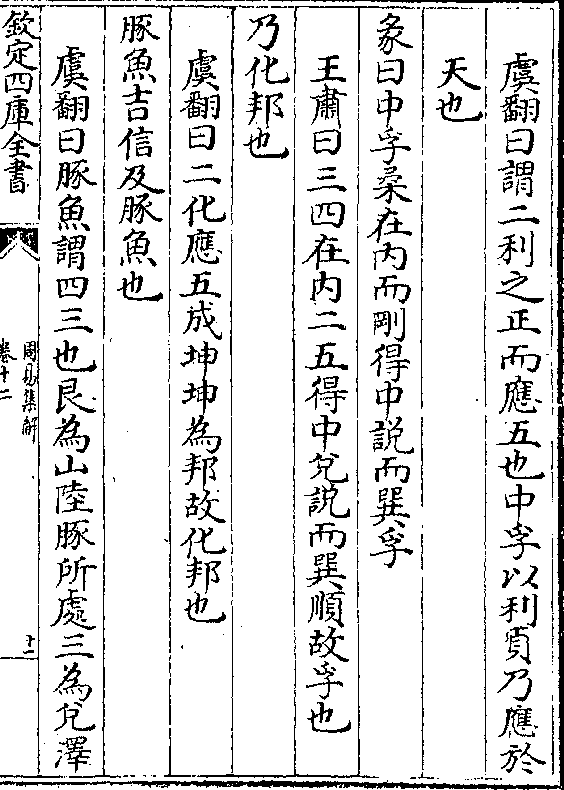 虞翻曰謂二利之正而應五也中孚以利貞乃應於
天也
彖曰中孚柔在内而剛得中説而巽孚
王肅曰三四在内二五得中兌説而巽順故孚也
乃化邦也
虞翻曰二化應五成坤坤為邦故化邦也
豚魚吉信及豚魚也
虞翻曰豚魚謂四三也艮為山陸豚所處三為兌澤
欽定四庫全書
周易集解
卷十二
十一